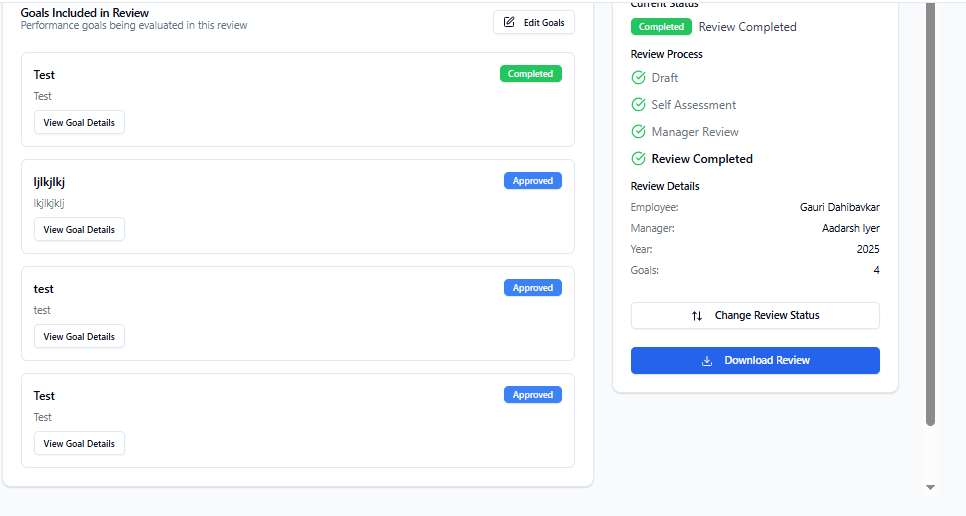 Goals Included in Review
Performance goals being evaluated in this review
Edit Goals
Test
Completed
Test
View Goal Details
ljlkjlkj
Approved
lkjlkjklj
View Goal Details
test
Approved
test
View Goal Details
Test
Approved
Test
View Goal Details
Current Status
Completed Review Completed
Review Process
Draft
Self Assessment
Manager Review
Review Completed
Review Details
Employee: Gauri Dahibavkar
Manager: Aadarsh Iyer
Year: 2025
Goals: 4
Change Review Status
Download Review